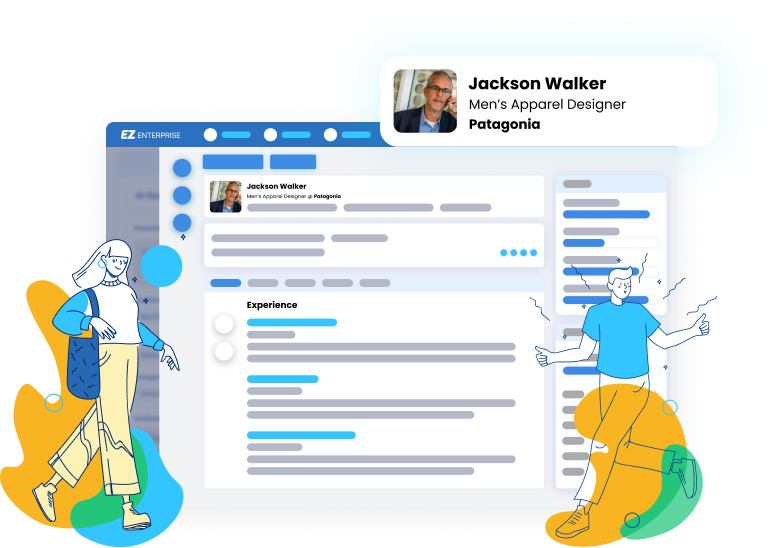 Jackson Walker
Men's Apparel Designer
Patagonia
EZ ENTERPRISE
Jackson Walker
Men's Apparel Designer @ Patagonia
Experience